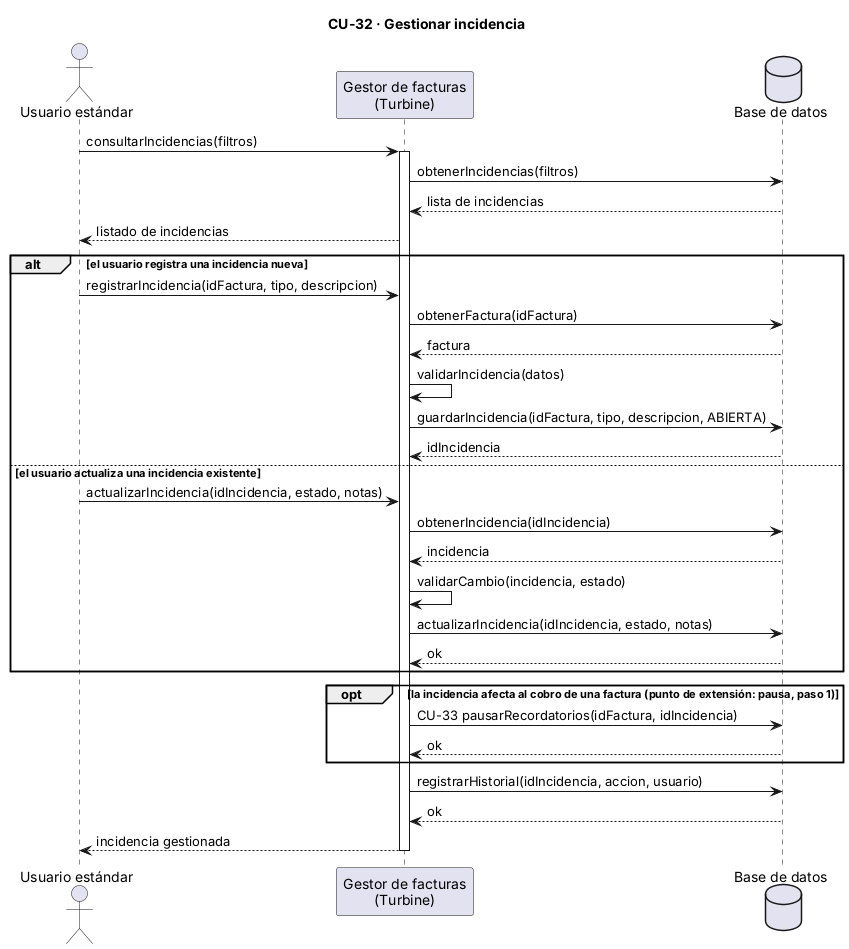 CU-32 · Gestionar incidencia
Usuario estándar
Gestor de facturas
(Turbine)
Base de datos
consultarIncidencias(filtros)
obtenerIncidencias(filtros)
lista de incidencias
listado de incidencias
alt [el usuario registra una incidencia nueva]
registrarIncidencia(idFactura, tipo, descripcion)
obtenerFactura(idFactura)
factura
validarIncidencia(datos)
guardarIncidencia(idFactura, tipo, descripcion, ABIERTA)
idIncidencia
[el usuario actualiza una incidencia existente]
actualizarIncidencia(idIncidencia, estado, notas)
obtenerIncidencia(idIncidencia)
incidencia
validarCambio(incidencia, estado)
actualizarIncidencia(idIncidencia, estado, notas)
ok
opt [la incidencia afecta al cobro de una factura (punto de extensión: pausa, paso 1)]
CU-33 pausarRecordatorios(idFactura, idIncidencia)
ok
registrarHistorial(idIncidencia, accion, usuario)
ok
incidencia gestionada
Usuario estándar
Gestor de facturas
(Turbine)
Base de datos